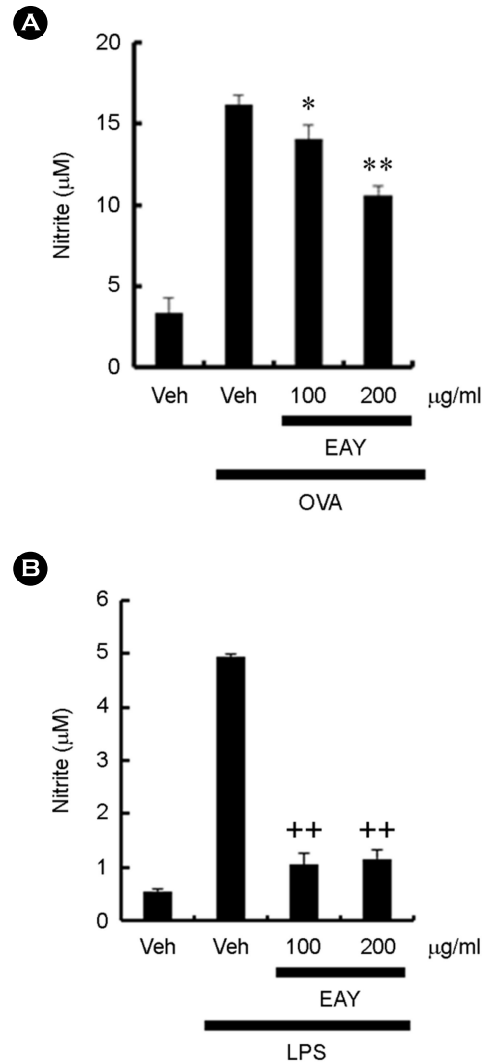 A
20
15
10
5
0
Nitrite (μM)
*
**
Veh Veh 100 200 μg/ml
EAY
OVA
B
6
5
4
3
2
1
0
Nitrite (μM)
++ ++
Veh Veh 100 200 μg/ml
EAY
LPS